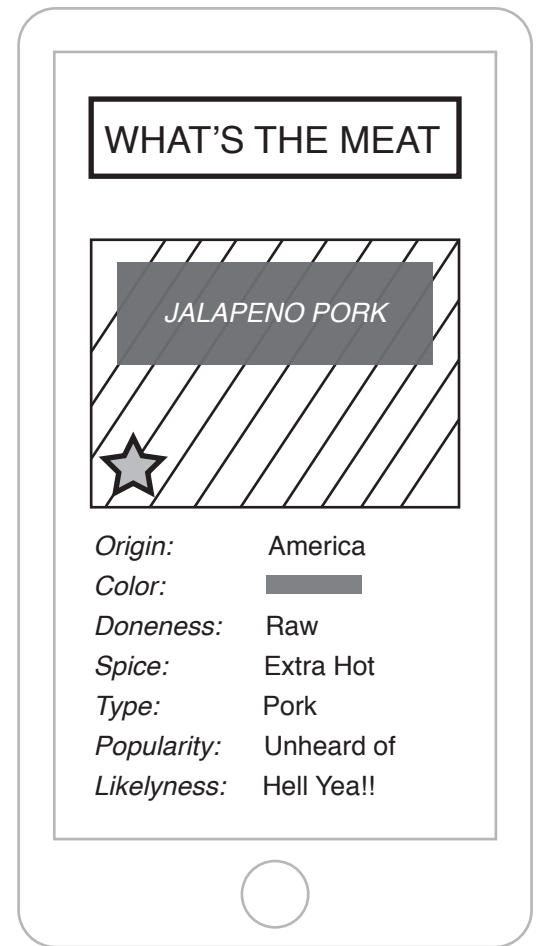 WHAT'S THE MEAT
JALAPENO PORK
Origin: America
Color:
Doneness: Raw
Spice: Extra Hot
Type: Pork
Popularity: Unheard of
Likelyness: Hell Yea!!